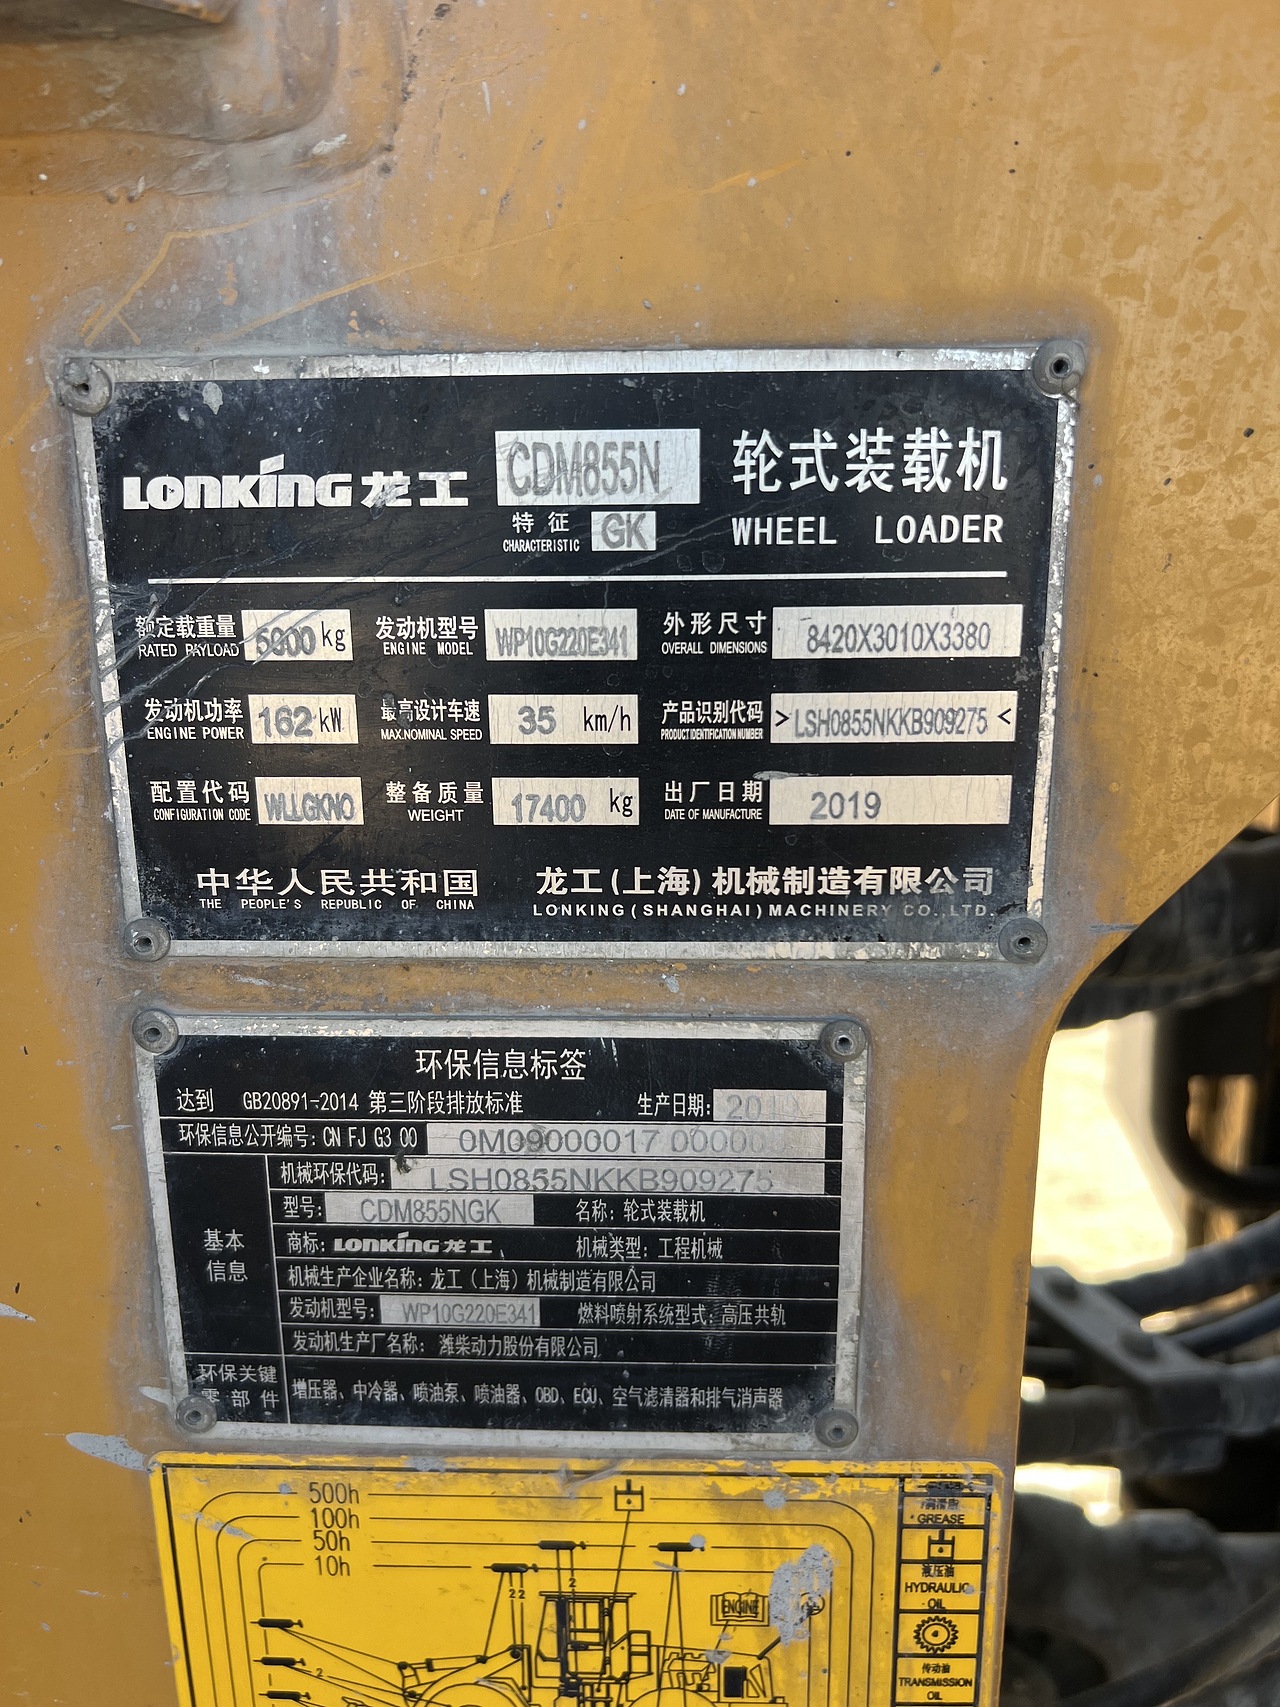 LONKING 龙工 CDM855N 轮式装载机
特征 CHARACTERISTIC GK WHEEL LOADER
额定载重量 RATED PAYLOAD 5000 kg 发动机型号 ENGINE MODEL WP10G220E341 外形尺寸 OVERALL DIMENSIONS 8420X3010X3380
发动机功率 ENGINE POWER 162 kW 最高设计车速 MAX.NOMINAL SPEED 35 km/h 产品识别代码 PRODUCT IDENTIFICATION NUMBER >LSH0855NKKB909275<
配置代码 CONFIGURATION CODE WLLGKNO 整备质量 WEIGHT 17400 kg 出厂日期 DATE OF MANUFACTURE 2019
中华人民共和国 龙工(上海)机械制造有限公司
THE PEOPLE'S REPUBLIC OF CHINA LONKING(SHANGHAI)MACHINERY CO.,LTD.
环保信息标签
达到 GB20891-2014 第三阶段排放标准 生产日期:
环保信息公开编号: CN FJ G3 00 0M09000017
机械环保代码: LSH0855NKKB909275
型号: CDM855NGK 名称: 轮式装载机
基本信息 商标: LONKING 龙工 机械类型: 工程机械
机械生产企业名称: 龙工(上海)机械制造有限公司
发动机型号: WP10G220E341 燃料喷射系统型式: 高压共轨
发动机生产厂名称: 潍柴动力股份有限公司
环保关键零部件 增压器、中冷器、喷油泵、喷油器、OBD、ECU、空气滤清器和排气消声器
500h
100h
50h
10h
2 2 2
润滑脂
GREASE
液压油
HYDRAULIC
OIL
ENGINE
2
传动油
TRANSMISSION
OIL